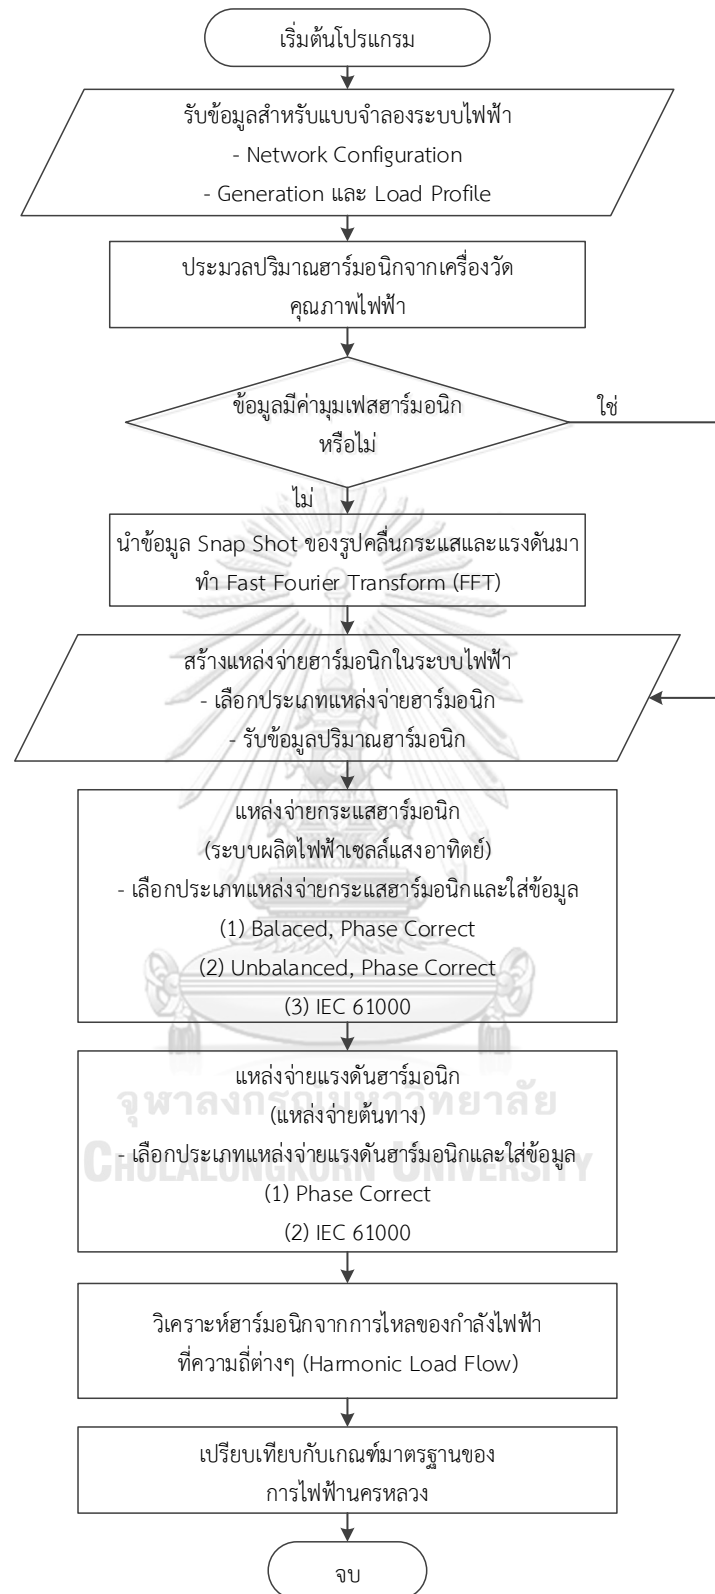 เริ่มต้นโปรแกรม
รับข้อมูลสำหรับแบบจำลองระบบไฟฟ้า
- Network Configuration
- Generation และ Load Profile
ประมวลปริมาณฮาร์มอนิกจากเครื่องวัด
คุณภาพไฟฟ้า
ข้อมูลมีค่ามุมเฟสฮาร์มอนิก
หรือไม่
ใช่
ไม่
นำข้อมูล Snap Shot ของรูปคลื่นกระแสและแรงดันมา
ทำ Fast Fourier Transform (FFT)
สร้างแหล่งจ่ายฮาร์มอนิกในระบบไฟฟ้า
- เลือกประเภทแหล่งจ่ายฮาร์มอนิก
- รับข้อมูลปริมาณฮาร์มอนิก
แหล่งจ่ายกระแสฮาร์มอนิก
(ระบบผลิตไฟฟ้าเซลล์แสงอาทิตย์)
- เลือกประเภทแหล่งจ่ายกระแสฮาร์มอนิกและใส่ข้อมูล
(1) Balaced, Phase Correct
(2) Unbalanced, Phase Correct
(3) IEC 61000
แหล่งจ่ายแรงดันฮาร์มอนิก
จุฬาลงกรณ์มหาวิทยาลัย
(แหล่งจ่ายต้นทาง)
- เลือกประเภทแหล่งจ่ายแรงดันฮาร์มอนิกและใส่ข้อมูล
CHULALONGKORN UNIVERSITY
(1) Phase Correct
(2) IEC 61000
วิเคราะห์ฮาร์มอนิกจากการไหลของกำลังไฟฟ้า
ที่ความถี่ต่างๆ (Harmonic Load Flow)
เปรียบเทียบกับเกณฑ์มาตรฐานของ
การไฟฟ้านครหลวง
จบ